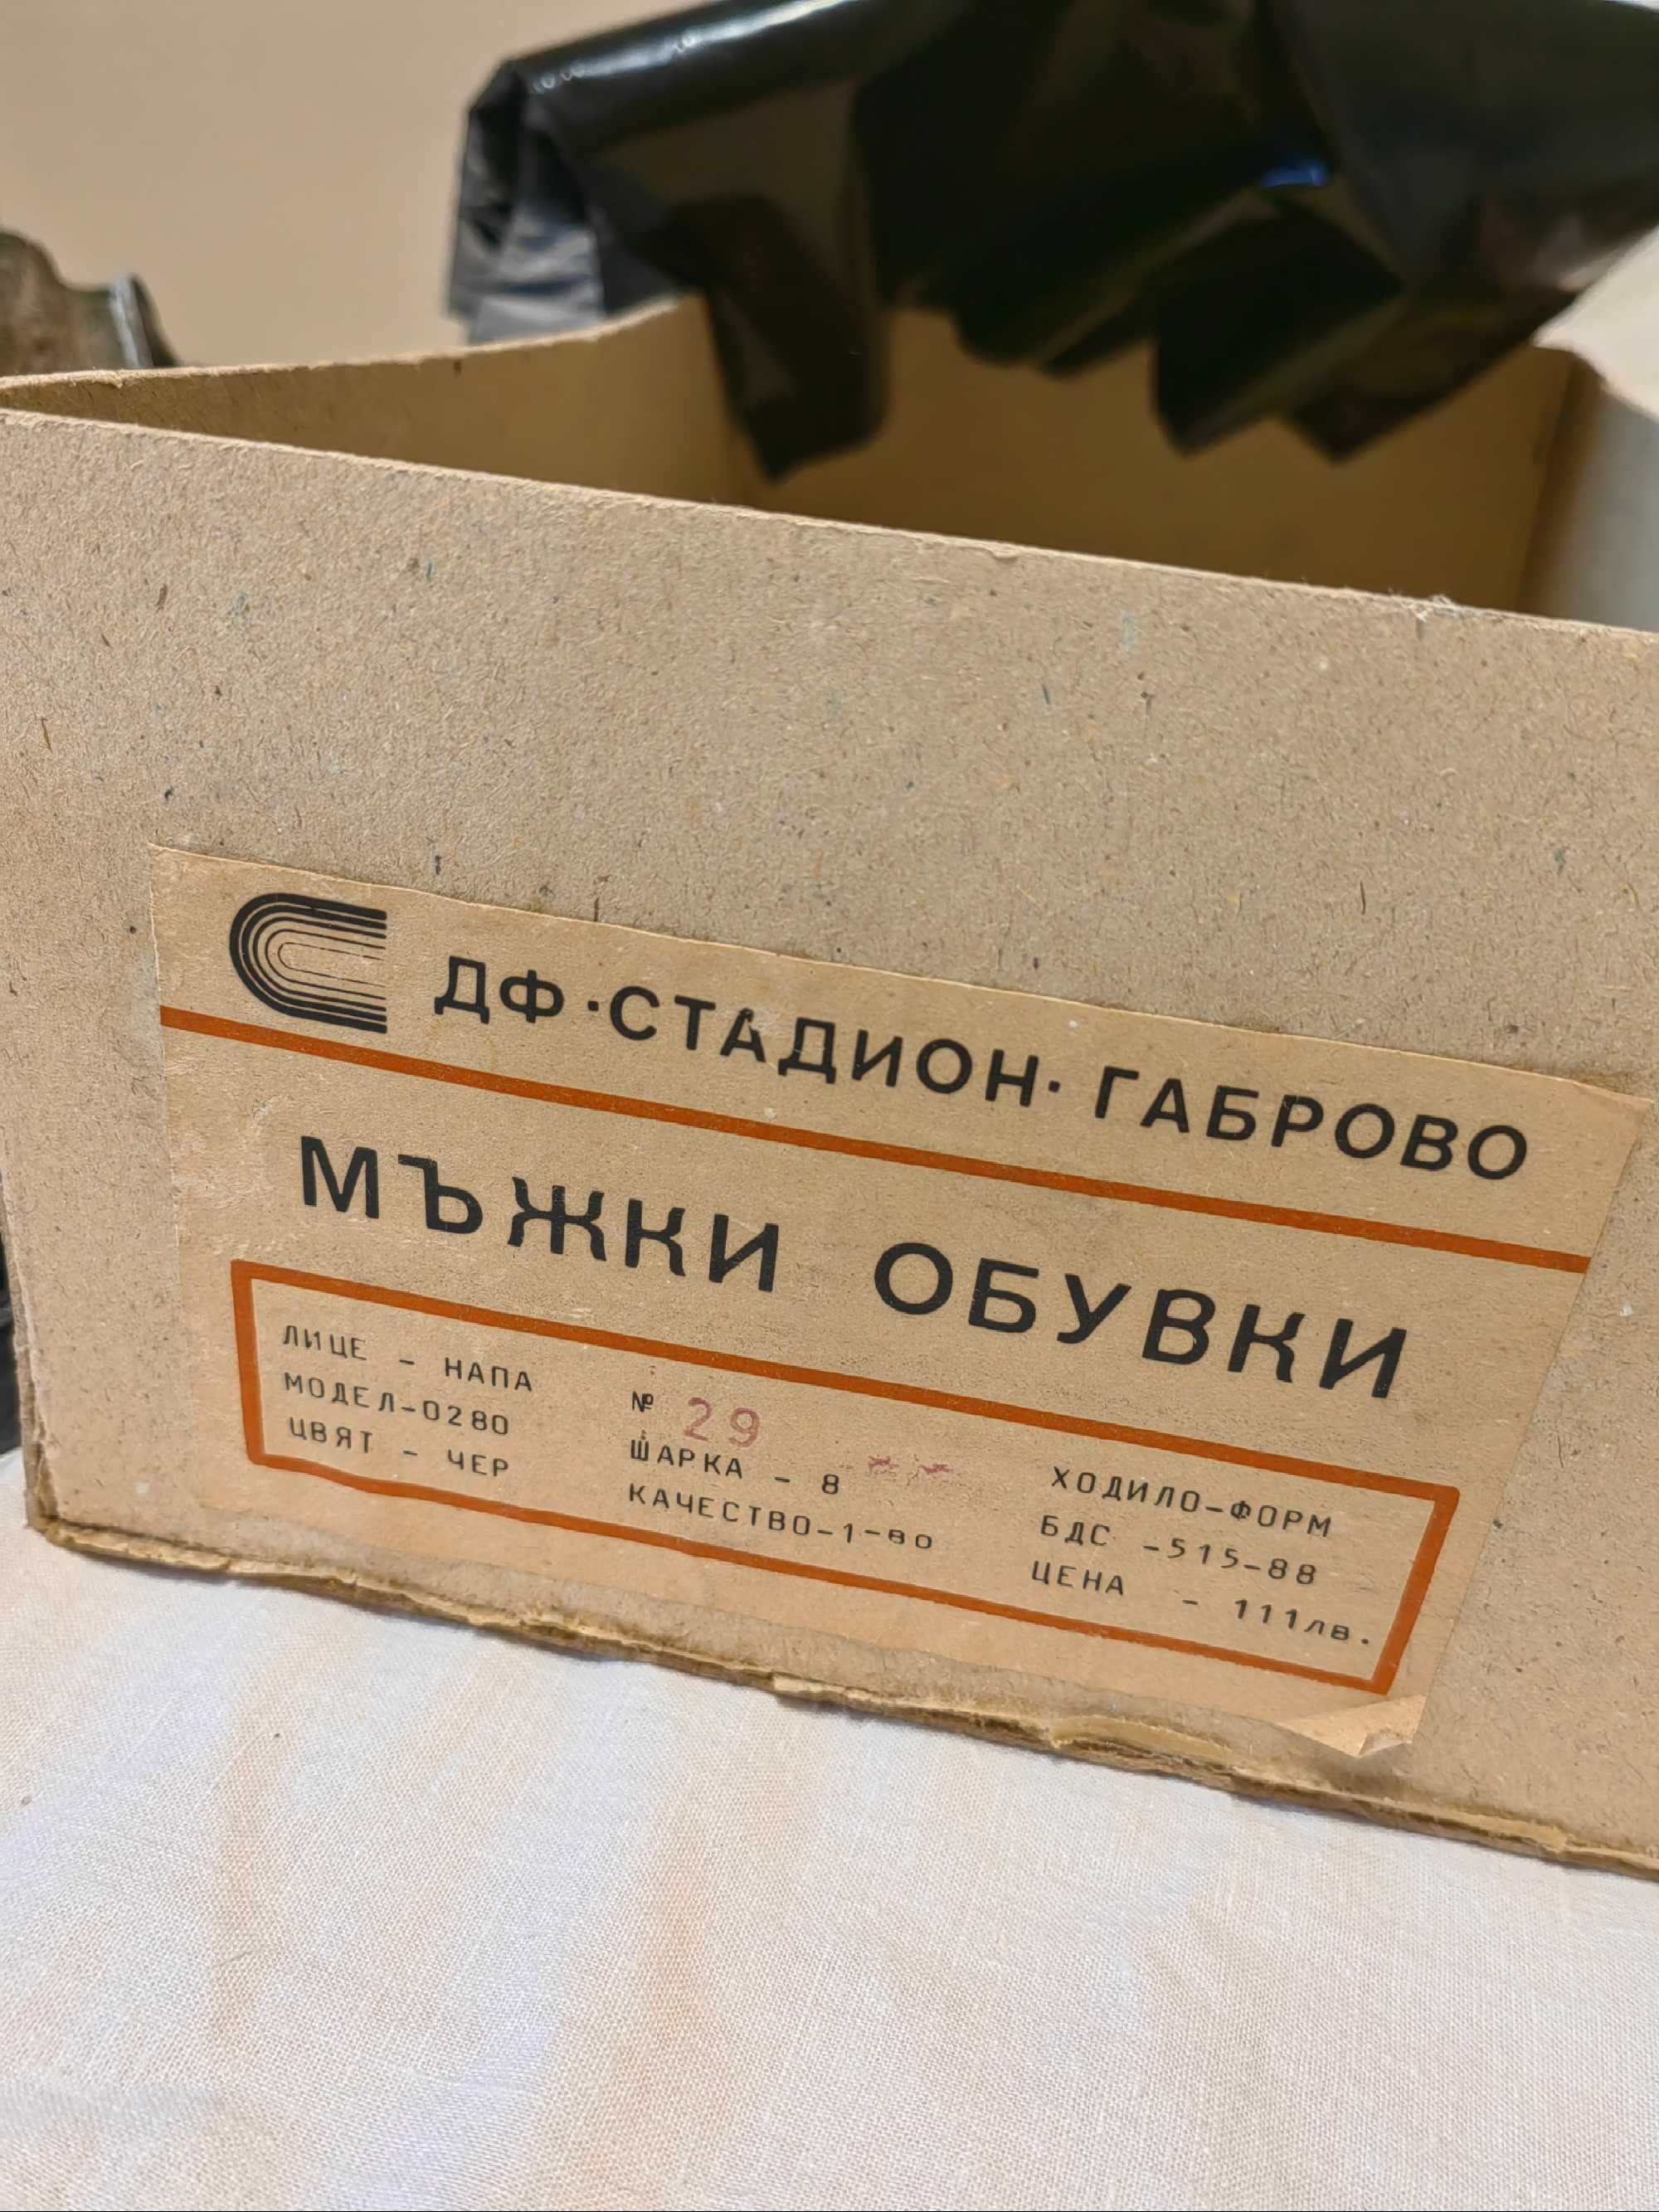 ДФ·СТАДИОН·ГАБРОВО
МЪЖКИ ОБУВКИ
ЛИЦЕ - НАПА
МОДЕЛ-0280
ЦВЯТ - ЧЕР
№ 29
ШАРКА - 8
КАЧЕСТВО-1-во
ХОДИЛО-ФОРМ
БДС -515-88
ЦЕНА - 111лв.